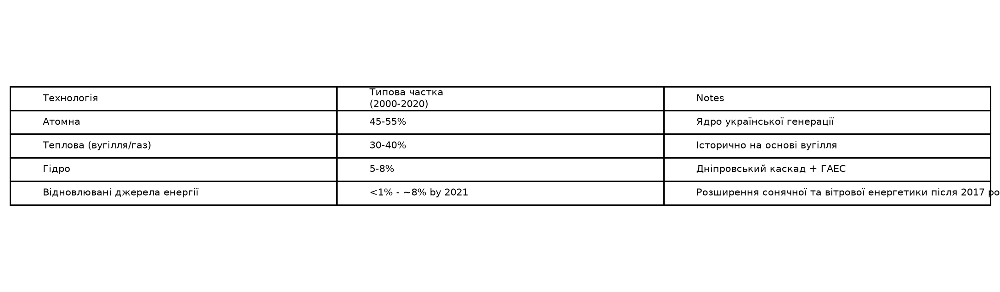 Технологія
Типова частка
(2000-2020)
Notes
Атомна
45-55%
Ядро української генерації
Теплова (вугілля/газ)
30-40%
Історично на основі вугілля
Гідро
5-8%
Дніпровський каскад + ГАЕС
Відновлювані джерела енергії
<1% - ~8% by 2021
Розширення сонячної та вітрової енергетики після 2017